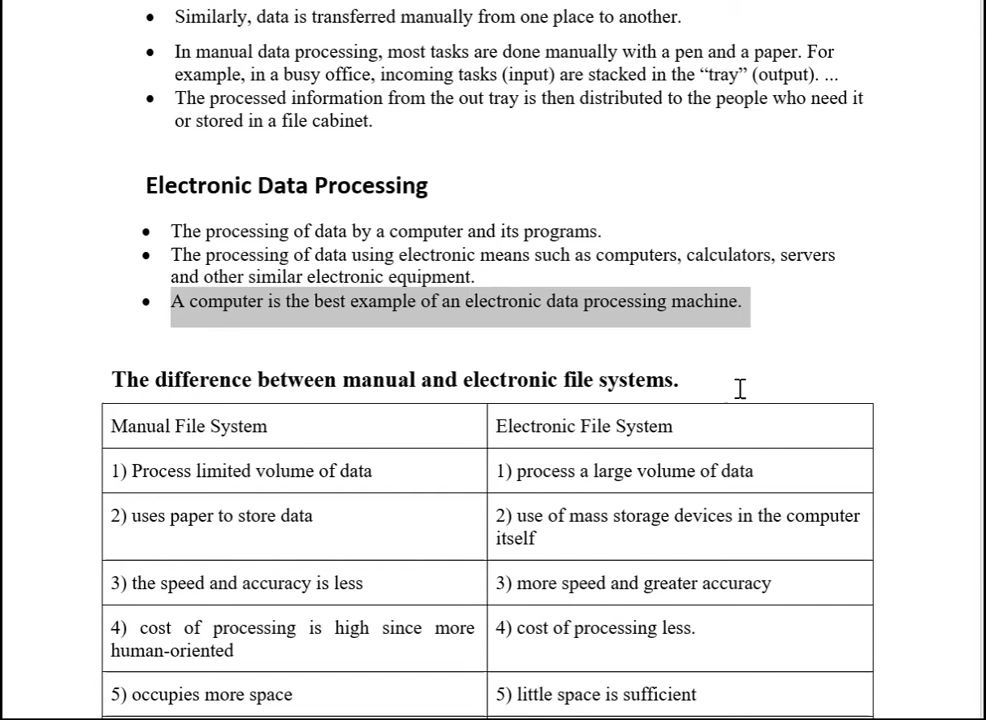 • Similarly, data is transferred manually from one place to another.
• In manual data processing, most tasks are done manually with a pen and a paper. For
example, in a busy office, incoming tasks (input) are stacked in the “tray” (output). ...
• The processed information from the out tray is then distributed to the people who need it
or stored in a file cabinet.
Electronic Data Processing
• The processing of data by a computer and its programs.
• The processing of data using electronic means such as computers, calculators, servers
and other similar electronic equipment.
• A computer is the best example of an electronic data processing machine.
The difference between manual and electronic file systems.
Manual File System
Electronic File System
1) Process limited volume of data
1) process a large volume of data
2) uses paper to store data
2) use of mass storage devices in the computer
itself
3) the speed and accuracy is less
3) more speed and greater accuracy
4) cost of processing is high since more
human-oriented
4) cost of processing less.
5) occupies more space
5) little space is sufficient